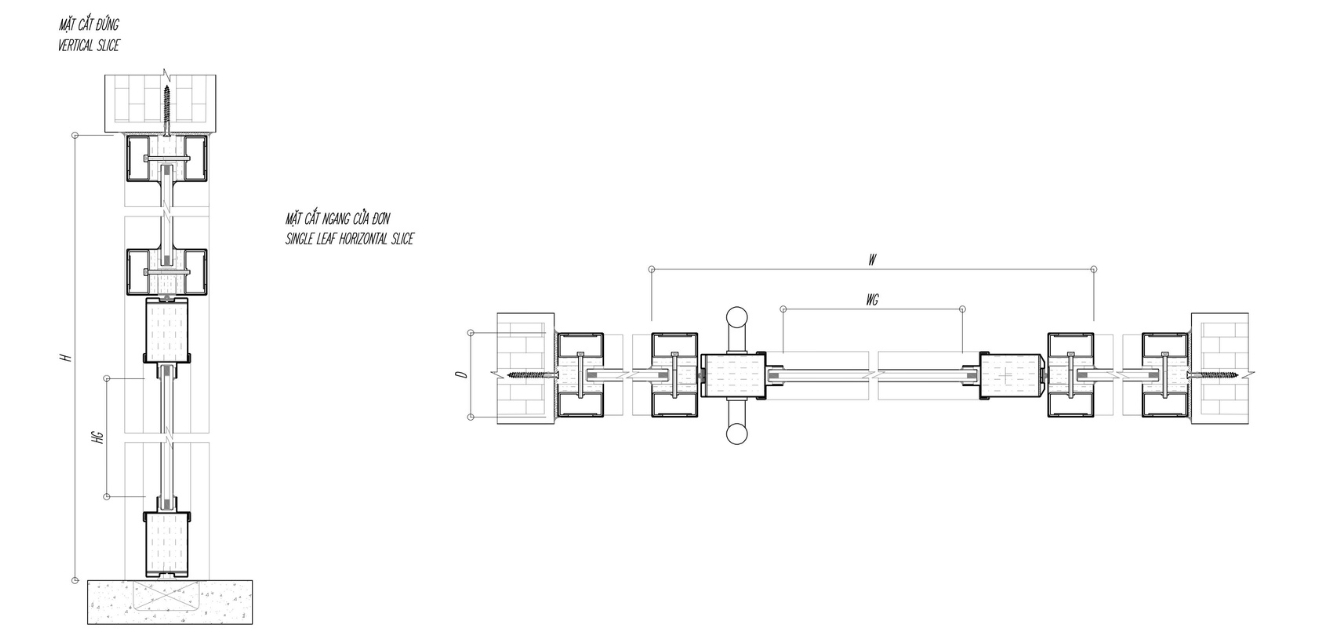 MẶT CẮT ĐỨNG
VERTICAL SLICE
MẶT CẮT NGANG CỬA ĐƠN
SINGLE LEAF HORIZONTAL SLICE
W
WG
H
D
HG